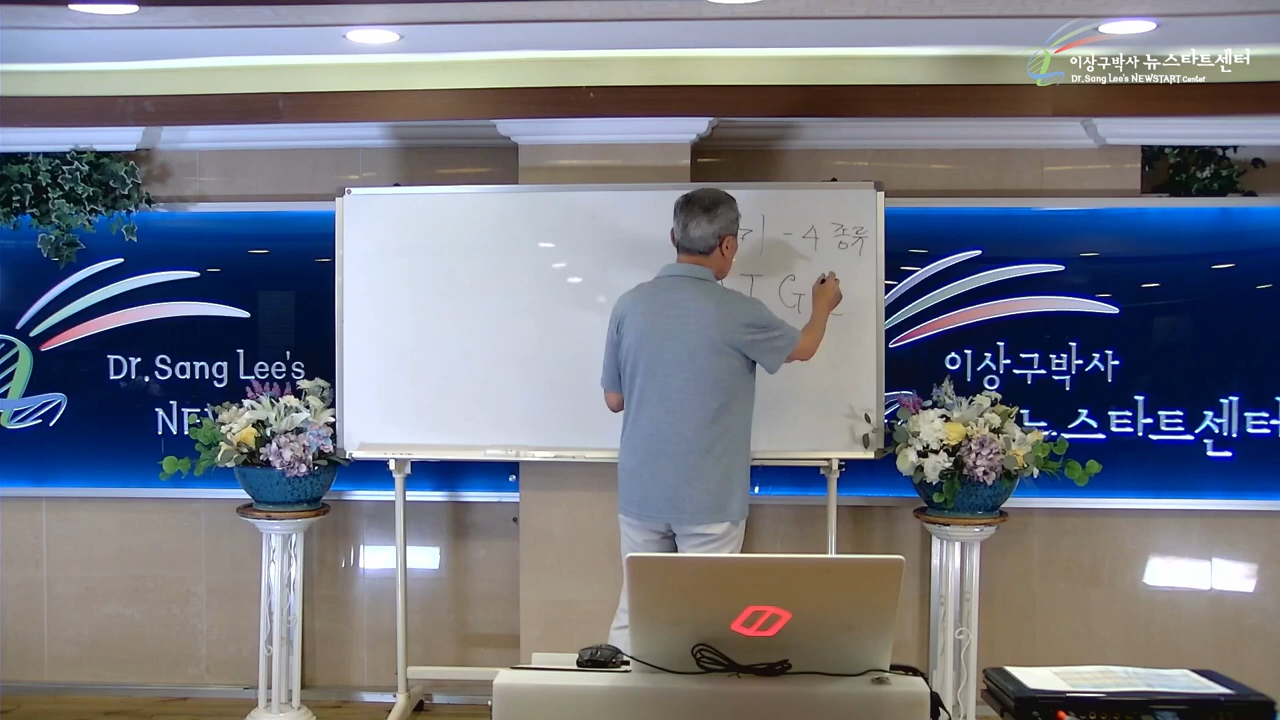 이상구박사 뉴스타트센터
Dr. Sang Lee's NEWSTART Center
- 4 종류
T G
Dr. Sang Lee's
이상구박사
뉴스타트센터